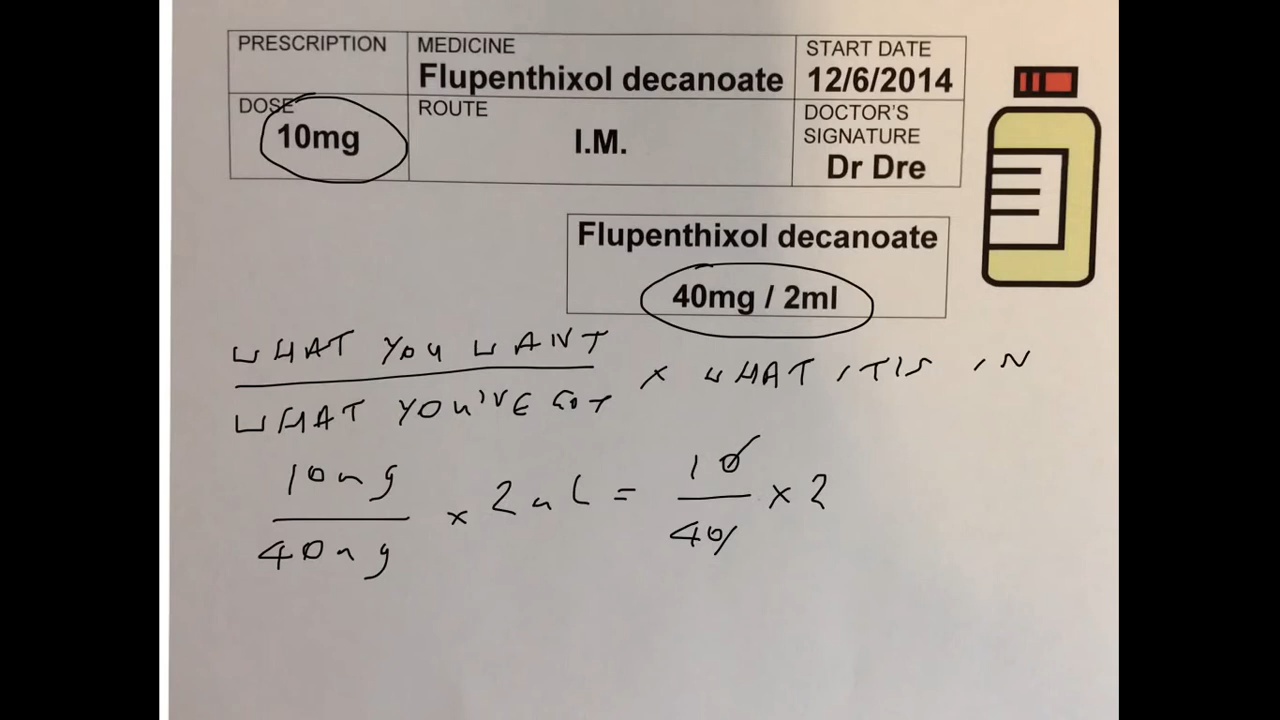 PRESCRIPTION
MEDICINE
Flupenthixol decanoate
START DATE
12/6/2014
DOSE
10mg
ROUTE
I.M.
DOCTOR'S
SIGNATURE
Dr Dre
Flupenthixol decanoate
40mg / 2ml
WHAT YOU WANT
WHAT YOU'VE GOT
× WHAT IT IS IN
10mg
40mg
× 2mL =
10
40
× 2